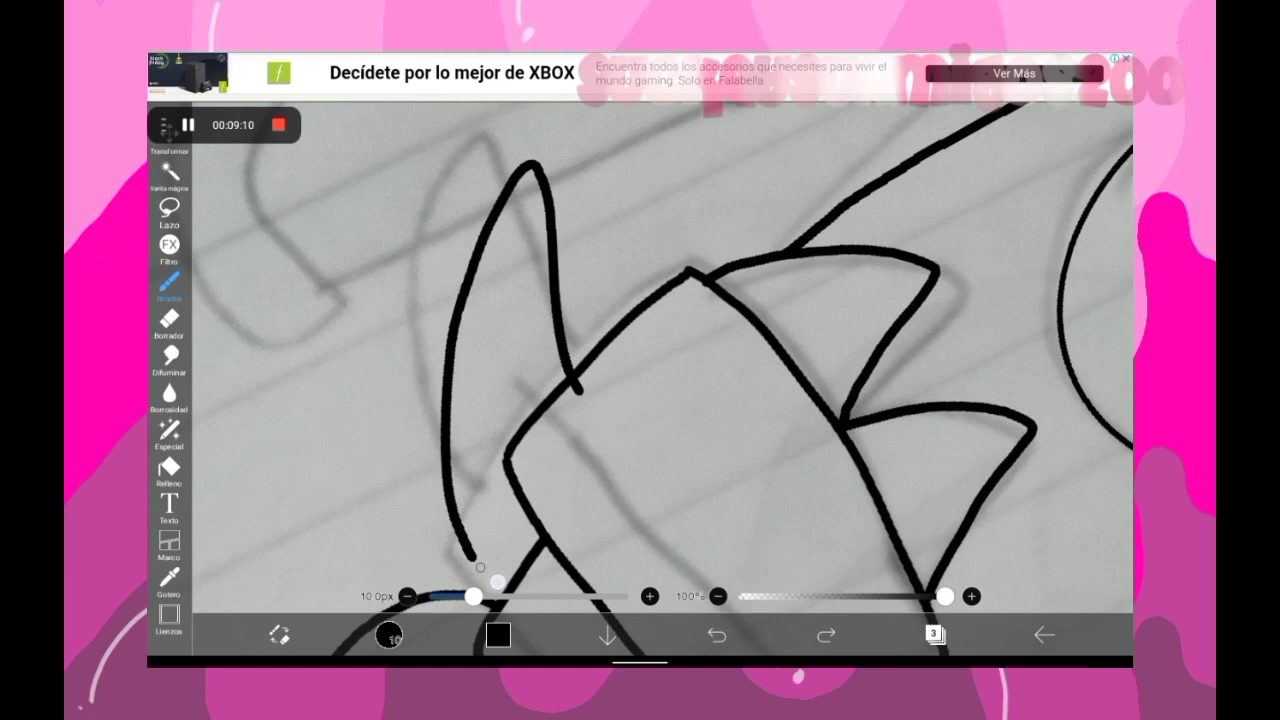 Decídete por lo mejor de XBOX
Encuentra todos los accesorios que necesites para vivir el
mundo gaming. Solo en Falabella
Ver Más
00:09:10
Transformar
Varita mágica
Lazo
FX
Filtro
Brocha
Borrador
Difuminar
Borrosidad
Especial
Relleno
T
Texto
Marco
Gotero
Lienzos
10.0px
100%
10
3